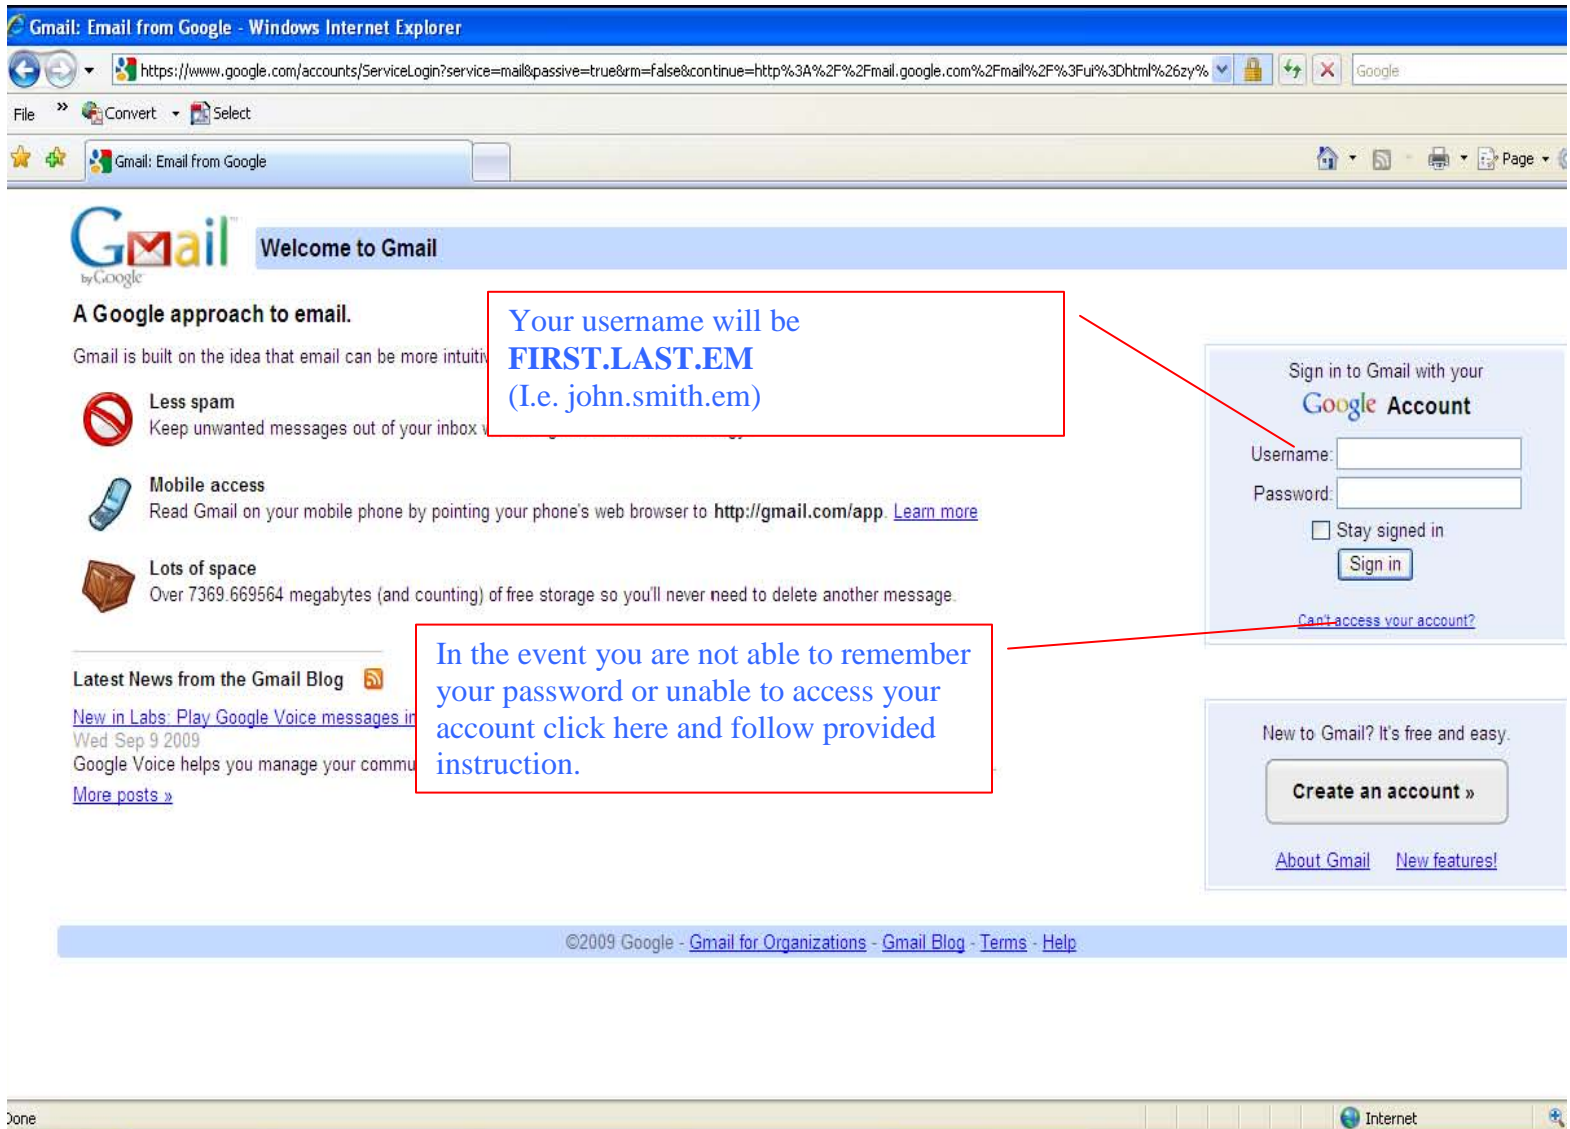 Gmail: Email from Google - Windows Internet Explorer
https://www.google.com/accounts/ServiceLogin?service=mail&passive=true&rm=false&continue=http%3A%2F%2Fmail.google.com%2Fmail%2F%3Fui%3Dhtml%26zy%
Google
File » Convert Select
Gmail: Email from Google
Page
Gmail™
by Google
Welcome to Gmail
A Google approach to email.
Gmail is built on the idea that email can be more
Less spam
Keep unwanted messages out of your inbox
Mobile access
Read Gmail on your mobile phone by pointing your phone's web browser to http://gmail.com/app. Learn more
Lots of space
Over 7369.669564 megabytes (and counting) of free storage so you'll never need to delete another message.
Latest News from the Gmail Blog
New in Labs: Play Google Voice messages
Wed Sep 9 2009
Google Voice helps you manage your
More posts »
Your username will be
FIRST.LAST.EM
(I.e. john.smith.em)
In the event you are not able to remember
your password or unable to access your
account click here and follow provided
instruction.
Sign in to Gmail with your
Google Account
Username:
Password:
Stay signed in
Sign in
Can't access your account?
New to Gmail? It's free and easy.
Create an account »
About Gmail New features!
©2009 Google - Gmail for Organizations - Gmail Blog - Terms - Help
Done
Internet